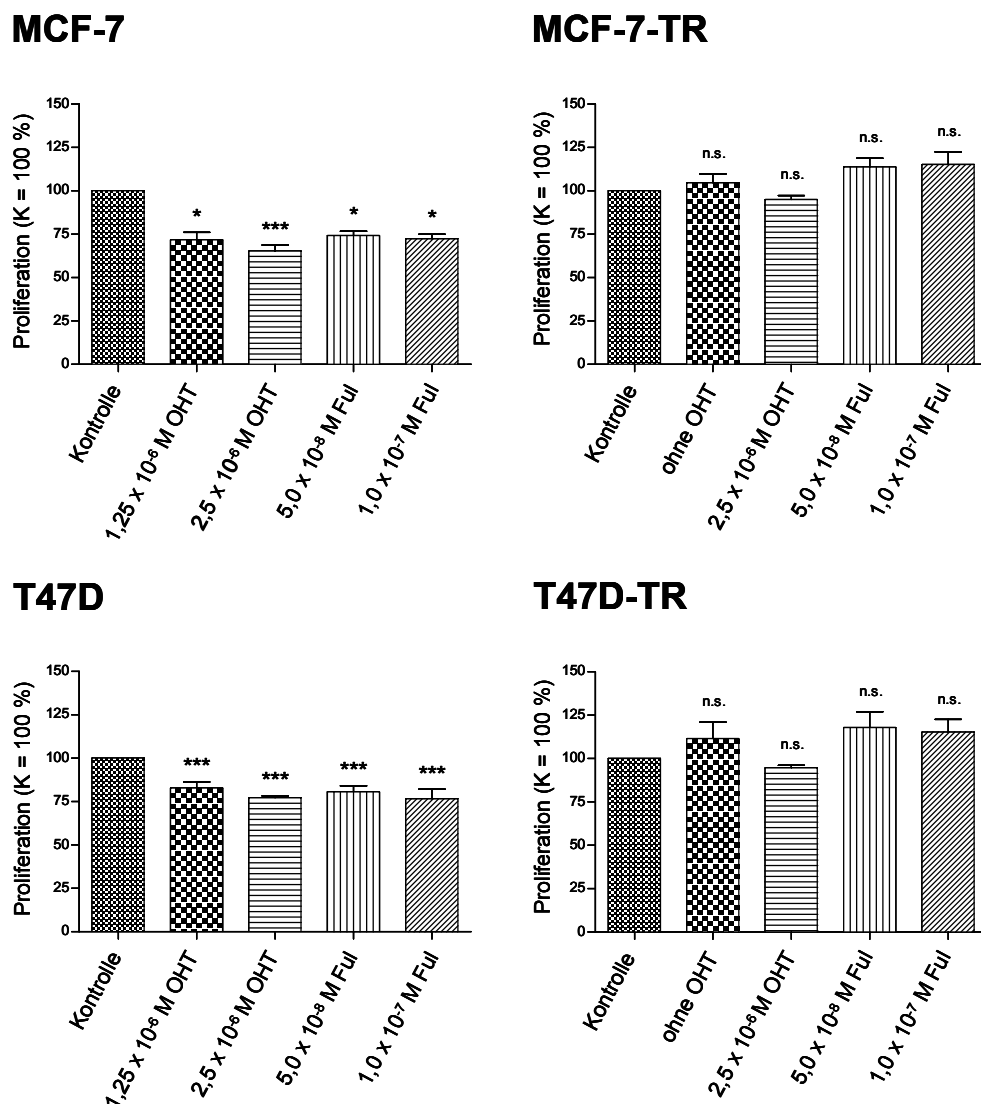 MCF-7
Proliferation (K = 100 %)
150
125
100
75
50
25
0
*
***
*
*
Kontrolle
1,25 x 10⁻⁶ M OHT
2,5 x 10⁻⁶ M OHT
5,0 x 10⁻⁸ M Ful
1,0 x 10⁻⁷ M Ful
MCF-7-TR
Proliferation (K = 100 %)
150
125
100
75
50
25
0
n.s.
n.s.
n.s.
n.s.
Kontrolle
ohne OHT
2,5 x 10⁻⁶ M OHT
5,0 x 10⁻⁸ M Ful
1,0 x 10⁻⁷ M Ful
T47D
Proliferation (K = 100 %)
150
125
100
75
50
25
0
***
***
***
***
Kontrolle
1,25 x 10⁻⁶ M OHT
2,5 x 10⁻⁶ M OHT
5,0 x 10⁻⁸ M Ful
1,0 x 10⁻⁷ M Ful
T47D-TR
Proliferation (K = 100 %)
150
125
100
75
50
25
0
n.s.
n.s.
n.s.
n.s.
Kontrolle
ohne OHT
2,5 x 10⁻⁶ M OHT
5,0 x 10⁻⁸ M Ful
1,0 x 10⁻⁷ M Ful